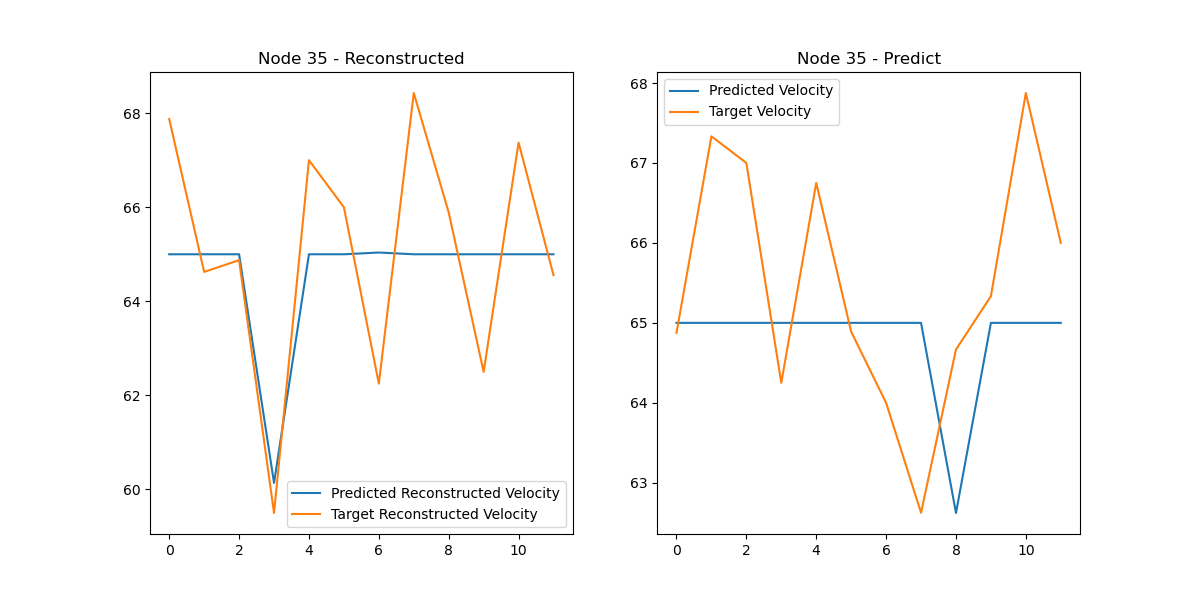 Node 35 - Reconstructed
68
66
64
62
60
0 2 4 6 8 10
Predicted Reconstructed Velocity
Target Reconstructed Velocity
Node 35 - Predict
68
67
66
65
64
63
0 2 4 6 8 10
Predicted Velocity
Target Velocity